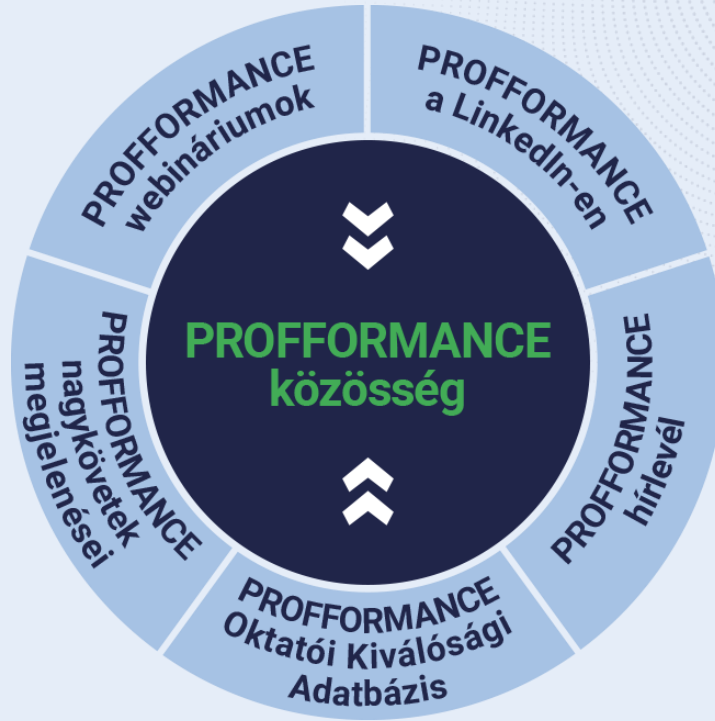 PROFFORMANCE
webináriumok
PROFFORMANCE
a LinkedIn-en
PROFFORMANCE
közösség
PROFFORMANCE
nagykövetek
megjelenései
PROFFORMANCE
hírlevél
PROFFORMANCE
Oktatói Kiválósági
Adatbázis